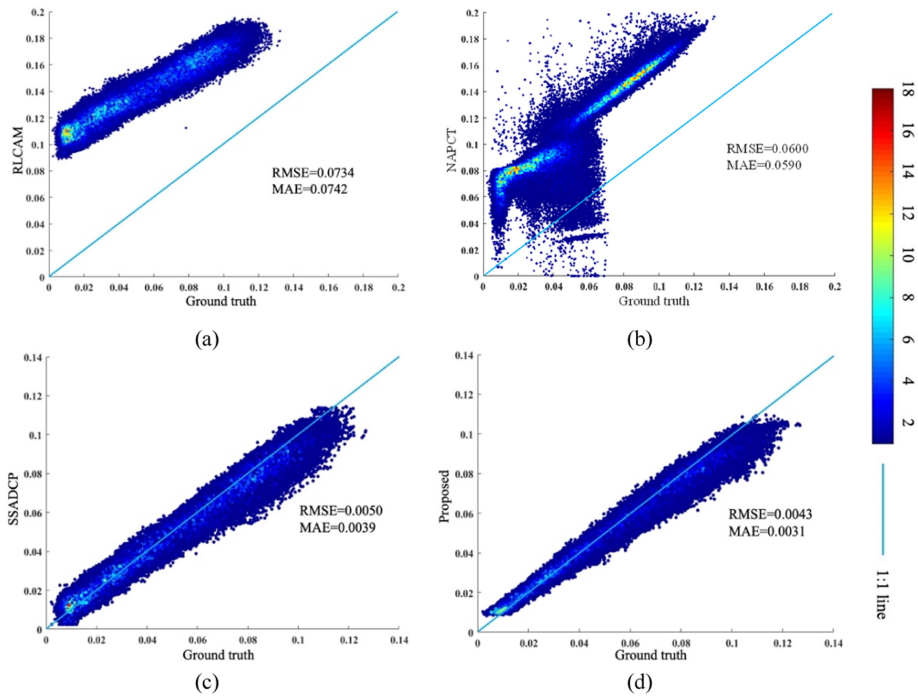 0.2
0.18
0.16
0.14
0.12
0.1
0.08
0.06
0.04
0.02
0
RLCAM
RMSE=0.0734
MAE=0.0742
0 0.02 0.04 0.06 0.08 0.1 0.12 0.14 0.16 0.18 0.2
Ground truth
(a)
0.20
0.18
0.16
0.14
0.12
0.1
0.08
0.06
0.04
0.02
0
NAPCT
RMSE=0.0600
MAE=0.0590
0 0.02 0.04 0.06 0.08 0.1 0.12 0.14 0.16 0.18 0.2
Ground truth
(b)
0.14
0.12
0.1
0.08
0.06
0.04
0.02
0
SSADCP
RMSE=0.0050
MAE=0.0039
0 0.02 0.04 0.06 0.08 0.1 0.12 0.14
Ground truth
(c)
0.14
0.12
0.1
0.08
0.06
0.04
0.02
0
Proposed
RMSE=0.0043
MAE=0.0031
0 0.02 0.04 0.06 0.08 0.1 0.12 0.14
Ground truth
(d)
18
16
14
12
10
8
6
4
2
1:1 line